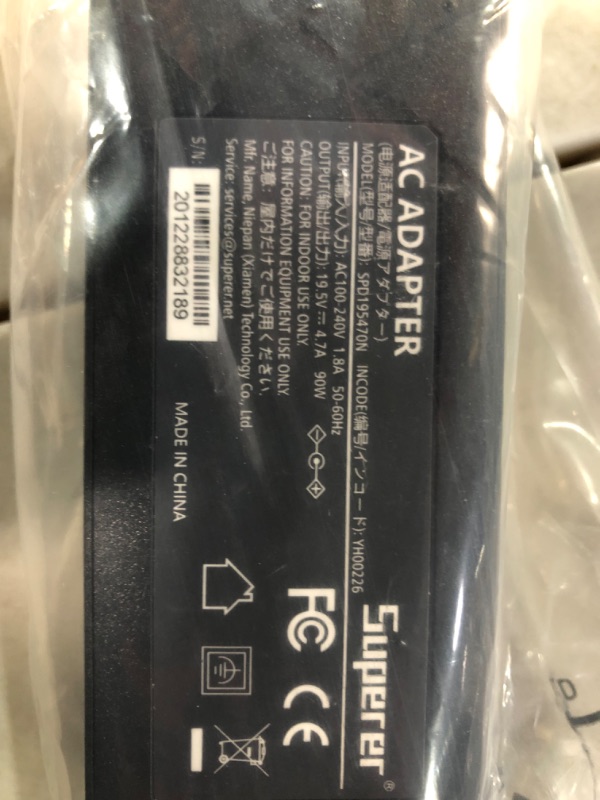 AC ADAPTER
(电源适配器/電源アダプター)
MODEL(型号/型番): SPD195470N INCODE(编号/インコード): YH00226
INPUT(输入/入力): AC100-240V 1.8A 50-60Hz
OUTPUT(输出/出力): 19.5V⎓4.7A 90W
CAUTION: FOR INDOOR USE ONLY.
FOR INFORMATION EQUIPMENT USE ONLY.
ご注意: 屋内だけでご使用ください.
Mfr. Name, Niepan (Xiamen) Technology Co., Ltd.
Service: services@superer.net
S/N:
201228832189
MADE IN CHINA
Superer®
FC CE